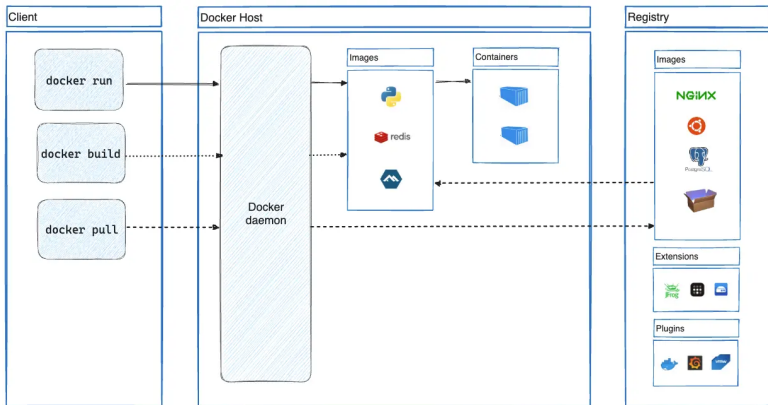 Client
docker run
docker build
docker pull
Docker Host
Docker
daemon
Images
redis
Containers
Registry
Images
NGINX
PostgreSQL
Extensions
JFrog
Plugins